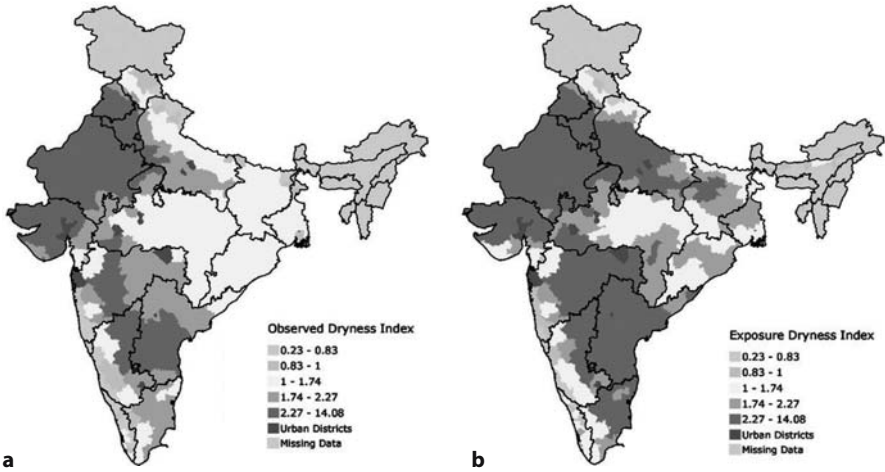 Observed Dryness Index
0.23 - 0.83
0.83 - 1
1 - 1.74
1.74 - 2.27
2.27 - 14.08
Urban Districts
Missing Data
a
Exposure Dryness Index
0.23 - 0.83
0.83 - 1
1 - 1.74
1.74 - 2.27
2.27 - 14.08
Urban Districts
Missing Data
b